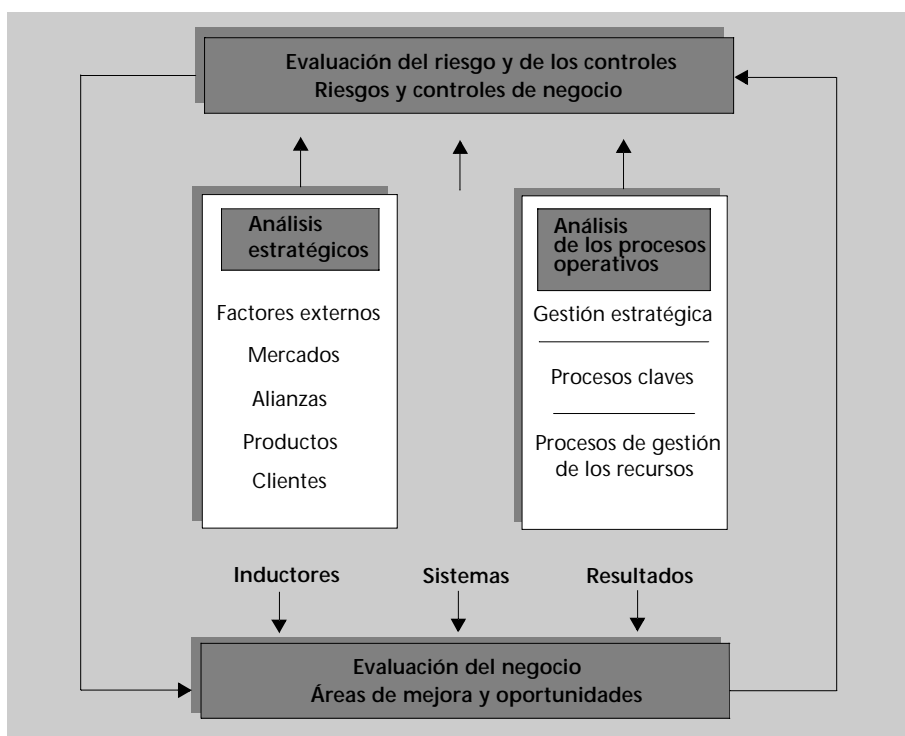 Evaluación del riesgo y de los controles
Riesgos y controles de negocio
Análisis
estratégicos
Factores externos
Mercados
Alianzas
Productos
Clientes
Análisis
de los procesos
operativos
Gestión estratégica
Procesos claves
Procesos de gestión
de los recursos
Inductores
Sistemas
Resultados
Evaluación del negocio
Áreas de mejora y oportunidades